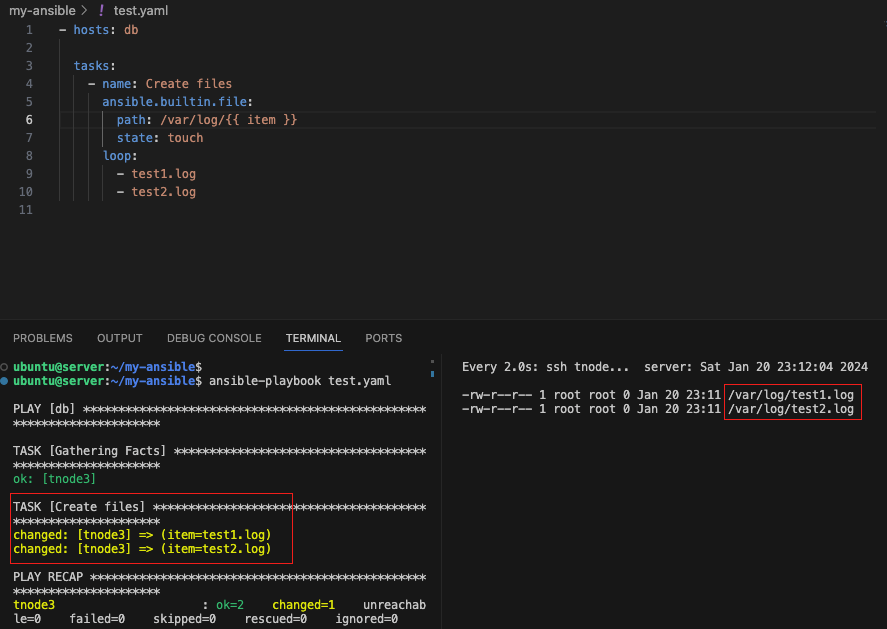 my-ansible > ! test.yaml
1 - hosts: db
2
3 tasks:
4 - name: Create files
5 ansible.builtin.file:
6 path: /var/log/{{ item }}
7 state: touch
8 loop:
9 - test1.log
10 - test2.log
11
PROBLEMS OUTPUT DEBUG CONSOLE TERMINAL PORTS
ubuntu@server:~/my-ansible$
ubuntu@server:~/my-ansible$ ansible-playbook test.yaml
PLAY [db] *************************************************
*********************
TASK [Gathering Facts] ************************************
*********************
ok: [tnode3]
TASK [Create files] ***************************************
*********************
changed: [tnode3] => (item=test1.log)
changed: [tnode3] => (item=test2.log)
PLAY RECAP ************************************************
*********************
tnode3 : ok=2 changed=1 unreachab
le=0 failed=0 skipped=0 rescued=0 ignored=0
Every 2.0s: ssh tnode... server: Sat Jan 20 23:12:04 2024
-rw-r--r-- 1 root root 0 Jan 20 23:11 /var/log/test1.log
-rw-r--r-- 1 root root 0 Jan 20 23:11 /var/log/test2.log